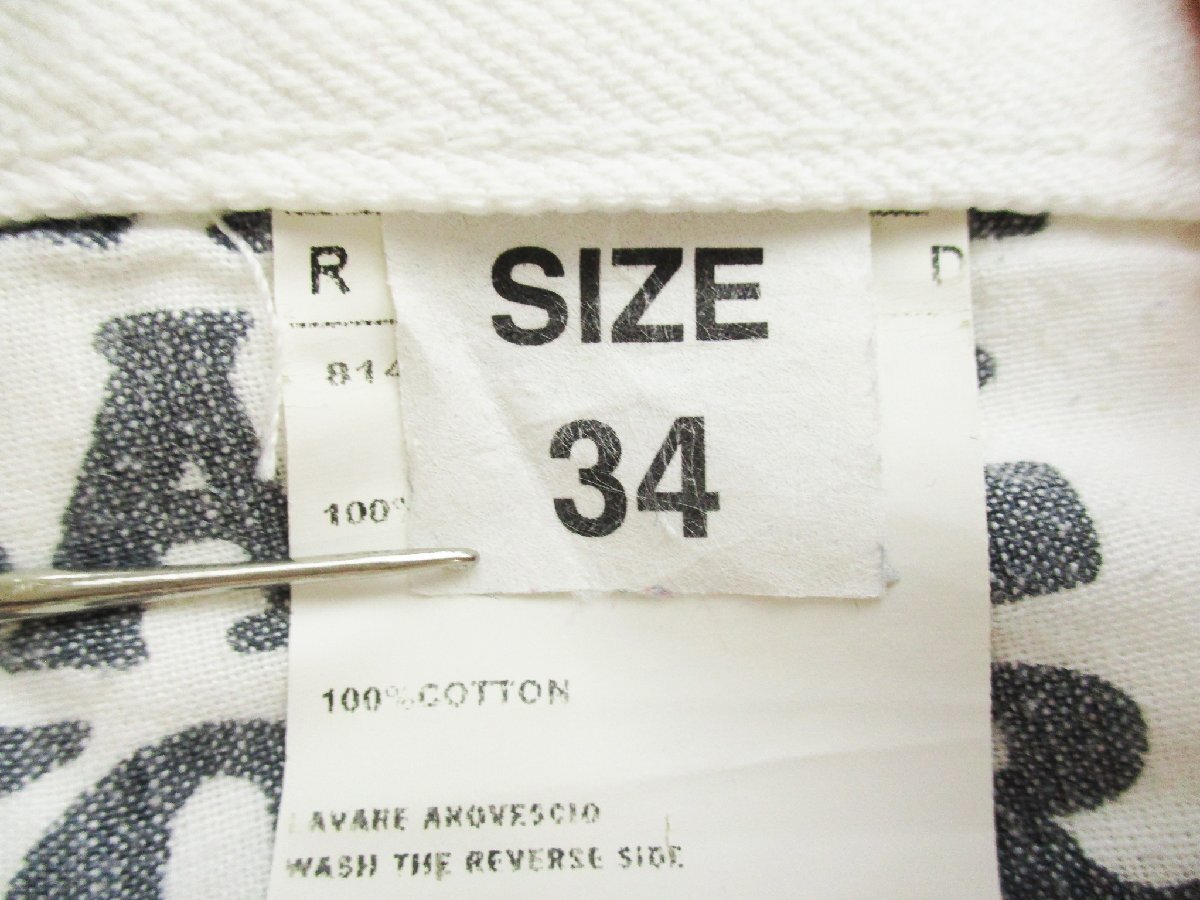 R SIZE D
814
34
100%
100%COTTON
LAVARE AROVESCIO
WASH THE REVERSE SIDE